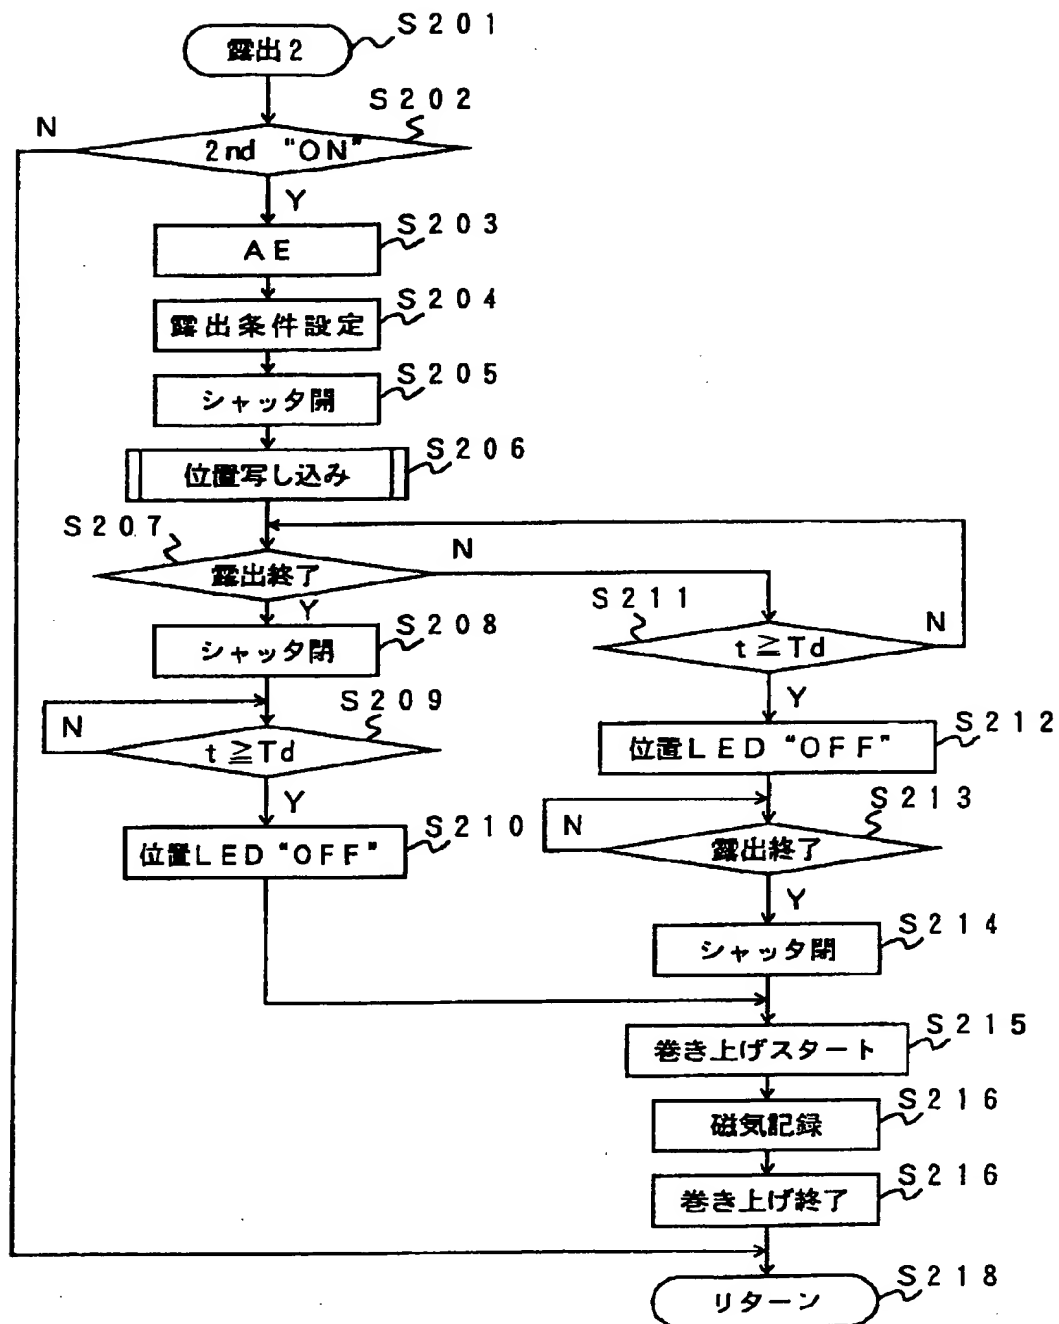 S201
露出2
S202
N
2nd "ON"
Y
S203
AE
S204
露出条件設定
S205
シャッタ開
S206
位置写し込み
S207
N
露出終了
Y
S208
シャッタ閉
S209
N
t≧Td
Y
S210
位置LED"OFF"
S211
N
t≧Td
Y
S212
位置LED"OFF"
S213
N
露出終了
Y
S214
シャッタ閉
S215
巻き上げスタート
S216
磁気記録
S216
巻き上げ終了
S218
リターン